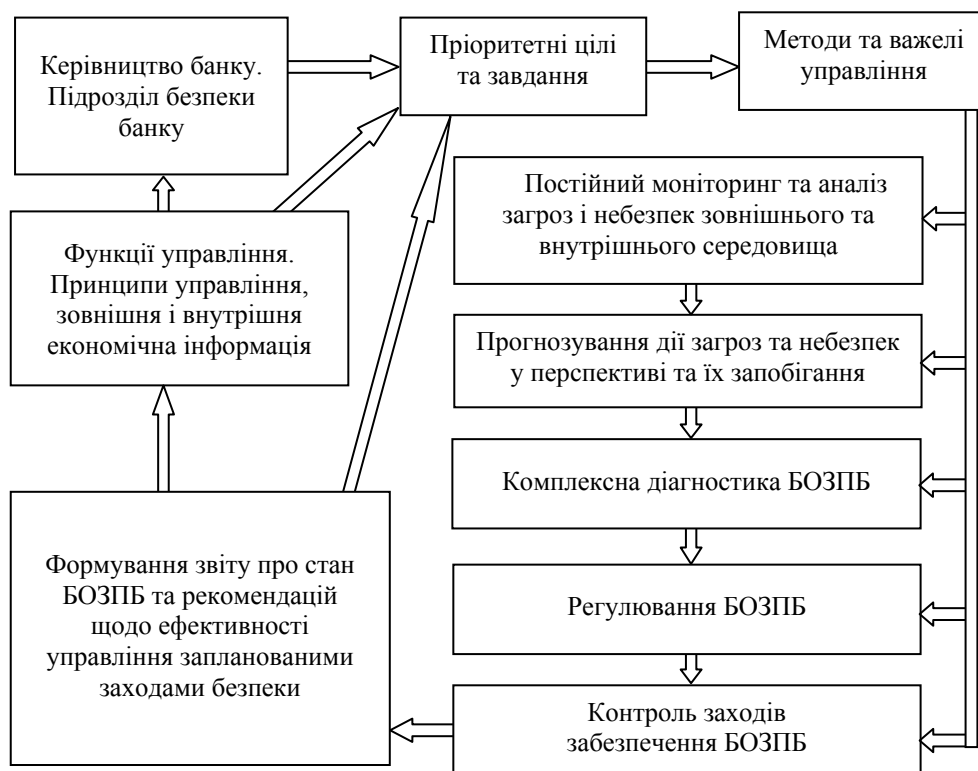 Керівництво банку.
Підрозділ безпеки
банку
Пріоритетні цілі
та завдання
Методи та важелі
управління
Постійний моніторинг та аналіз
загроз і небезпек зовнішнього та
внутрішнього середовища
Функції управління.
Принципи управління,
зовнішня і внутрішня
економічна інформація
Прогнозування дії загроз та небезпек
у перспективі та їх запобігання
Комплексна діагностика БОЗПБ
Формування звіту про стан
БОЗПБ та рекомендацій
щодо ефективності
управління запланованими
заходами безпеки
Регулювання БОЗПБ
Контроль заходів
забезпечення БОЗПБ